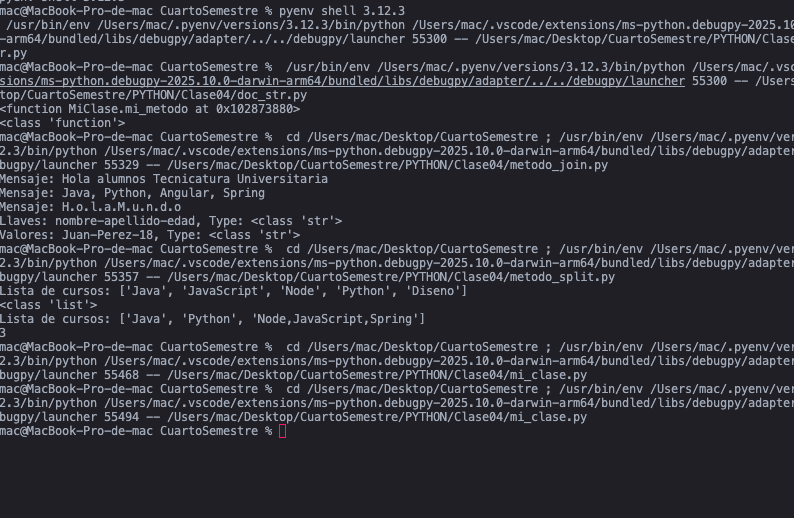 mac@MacBook-Pro-de-mac CuartoSemestre % pyenv shell 3.12.3
/usr/bin/env /Users/mac/.pyenv/versions/3.12.3/bin/python /Users/mac/.vscode/extensions/ms-python.debugpy-2025.10.0
-arm64/bundled/libs/debugpy/adapter/../../debugpy/launcher 55300 -- /Users/mac/Desktop/CuartoSemestre/PYTHON/Clase
r.py
mac@MacBook-Pro-de-mac CuartoSemestre %  /usr/bin/env /Users/mac/.pyenv/versions/3.12.3/bin/python /Users/mac/.vsc
sions/ms-python.debugpy-2025.10.0-darwin-arm64/bundled/libs/debugpy/adapter/../../debugpy/launcher 55300 -- /Users
top/CuartoSemestre/PYTHON/Clase04/doc_str.py
<function MiClase.mi_metodo at 0x102873880>
<class 'function'>
mac@MacBook-Pro-de-mac CuartoSemestre %  cd /Users/mac/Desktop/CuartoSemestre ; /usr/bin/env /Users/mac/.pyenv/ver
2.3/bin/python /Users/mac/.vscode/extensions/ms-python.debugpy-2025.10.0-darwin-arm64/bundled/libs/debugpy/adapter
bugpy/launcher 55329 -- /Users/mac/Desktop/CuartoSemestre/PYTHON/Clase04/metodo_join.py
Mensaje: Hola alumnos Tecnicatura Universitaria
Mensaje: Java, Python, Angular, Spring
Mensaje: H.o.l.a.M.u.n.d.o
Llaves: nombre-apellido-edad, Type: <class 'str'>
Valores: Juan-Perez-18, Type: <class 'str'>
mac@MacBook-Pro-de-mac CuartoSemestre %  cd /Users/mac/Desktop/CuartoSemestre ; /usr/bin/env /Users/mac/.pyenv/ver
2.3/bin/python /Users/mac/.vscode/extensions/ms-python.debugpy-2025.10.0-darwin-arm64/bundled/libs/debugpy/adapter
bugpy/launcher 55357 -- /Users/mac/Desktop/CuartoSemestre/PYTHON/Clase04/metodo_split.py
Lista de cursos: ['Java', 'JavaScript', 'Node', 'Python', 'Diseno']
<class 'list'>
Lista de cursos: ['Java', 'Python', 'Node,JavaScript,Spring']
3
mac@MacBook-Pro-de-mac CuartoSemestre %  cd /Users/mac/Desktop/CuartoSemestre ; /usr/bin/env /Users/mac/.pyenv/ver
2.3/bin/python /Users/mac/.vscode/extensions/ms-python.debugpy-2025.10.0-darwin-arm64/bundled/libs/debugpy/adapter
bugpy/launcher 55468 -- /Users/mac/Desktop/CuartoSemestre/PYTHON/Clase04/mi_clase.py
mac@MacBook-Pro-de-mac CuartoSemestre %  cd /Users/mac/Desktop/CuartoSemestre ; /usr/bin/env /Users/mac/.pyenv/ver
2.3/bin/python /Users/mac/.vscode/extensions/ms-python.debugpy-2025.10.0-darwin-arm64/bundled/libs/debugpy/adapter
bugpy/launcher 55494 -- /Users/mac/Desktop/CuartoSemestre/PYTHON/Clase04/mi_clase.py
mac@MacBook-Pro-de-mac CuartoSemestre %